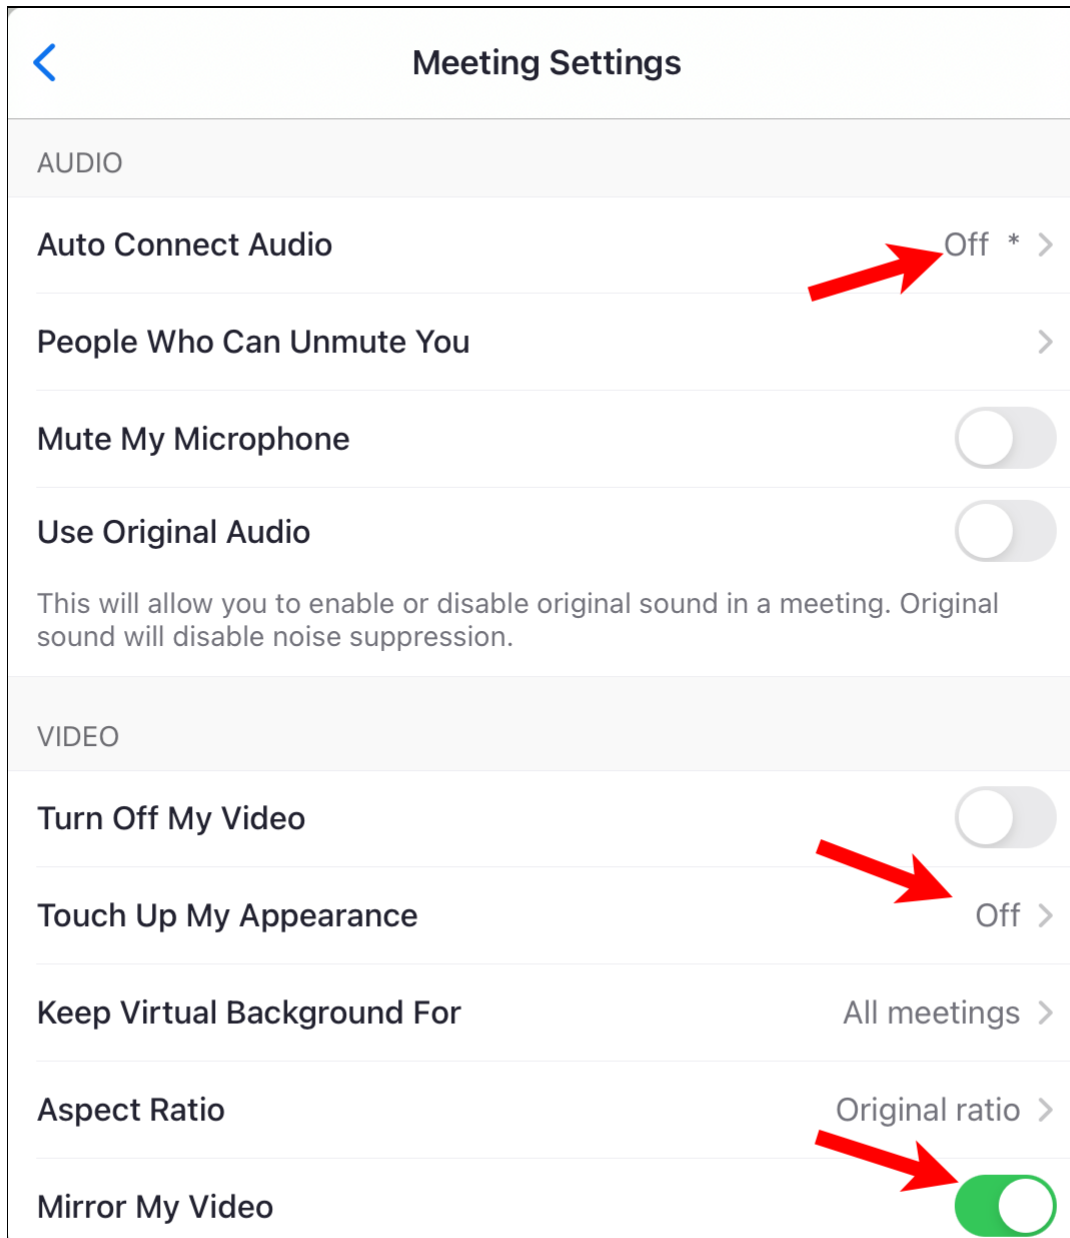 Meeting Settings
AUDIO
Auto Connect Audio Off *
People Who Can Unmute You
Mute My Microphone
Use Original Audio
This will allow you to enable or disable original sound in a meeting. Original
sound will disable noise suppression.
VIDEO
Turn Off My Video
Touch Up My Appearance Off
Keep Virtual Background For All meetings
Aspect Ratio Original ratio
Mirror My Video